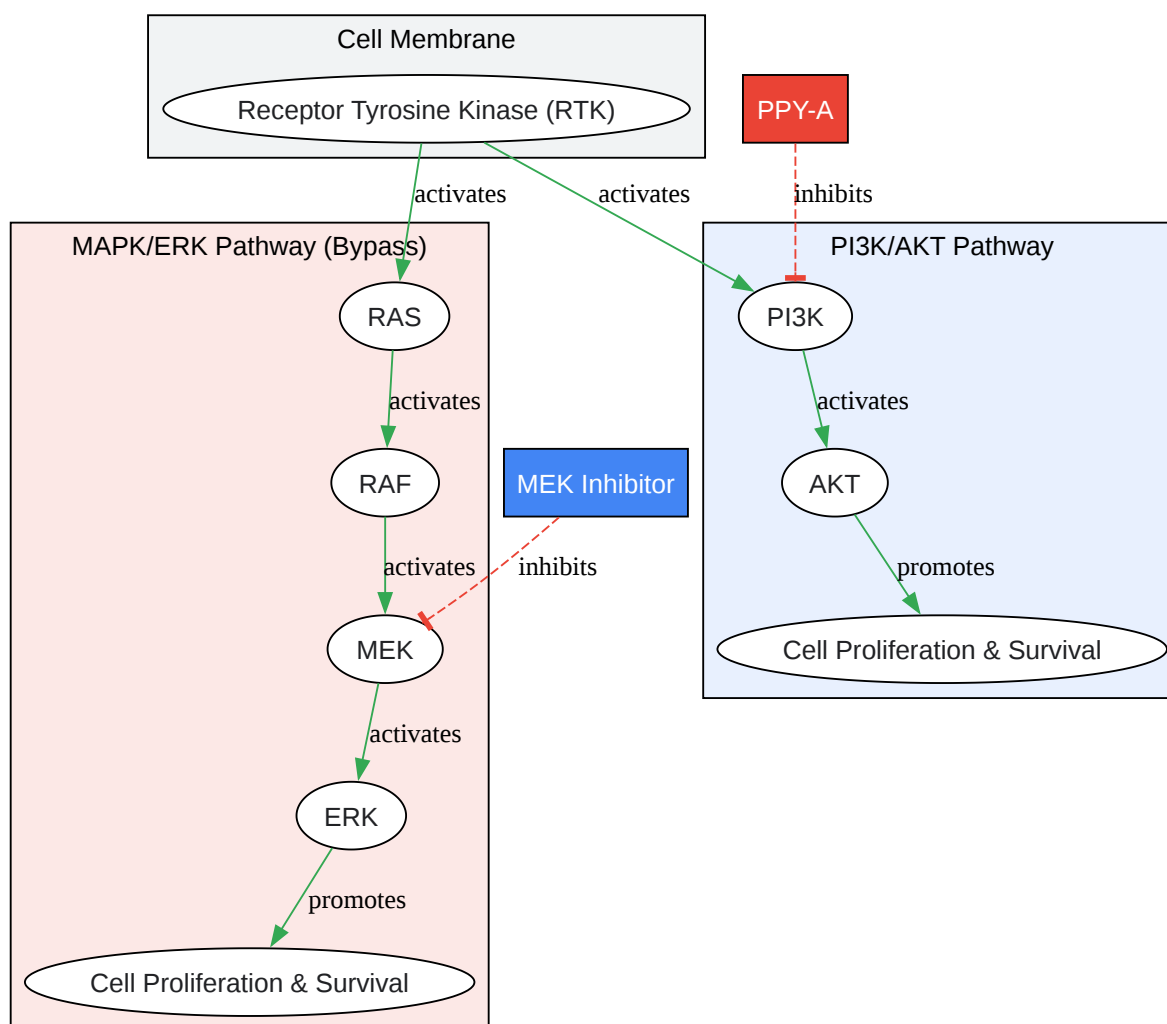 Cell Membrane
Receptor Tyrosine Kinase (RTK)
PPY-A
activates
activates
inhibits
MAPK/ERK Pathway (Bypass)
PI3K/AKT Pathway
RAS
PI3K
activates
activates
RAF
MEK Inhibitor
AKT
activates
inhibits
promotes
MEK
Cell Proliferation & Survival
activates
ERK
promotes
Cell Proliferation & Survival